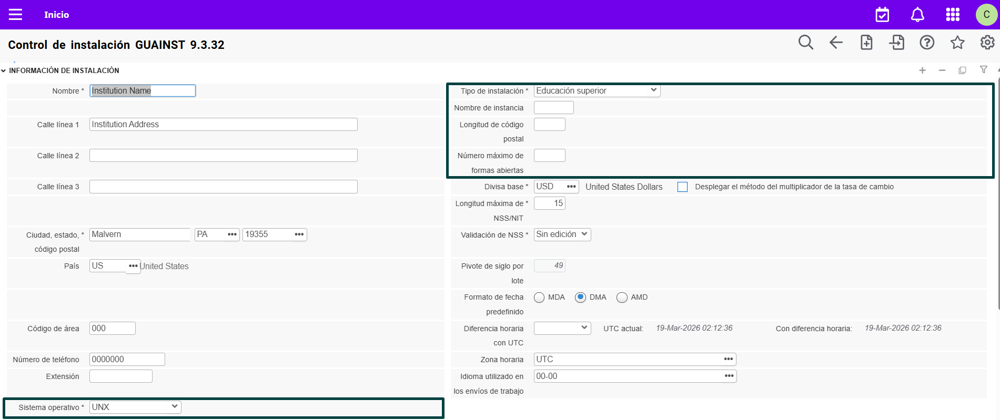 Inicio
C
Control de instalación GUAINST 9.3.32
INFORMACIÓN DE INSTALACIÓN
Nombre * Institution Name
Calle línea 1 Institution Address
Calle línea 2
Calle línea 3
Ciudad, estado, * Malvern PA ••• 19355 •••
código postal
País US ••• United States
Código de área 000
Número de teléfono 0000000
Extensión
Sistema operativo * UNX
Tipo de instalación * Educación superior
Nombre de instancia
Longitud de código
postal
Número máximo de
formas abiertas
Divisa base * USD ••• United States Dollars Desplegar el método del multiplicador de la tasa de cambio
Longitud máxima de * 15
NSS/NIT
Validación de NSS * Sin edición
Pivote de siglo por 49
lote
Formato de fecha MDA DMA AMD
predefinido
Diferencia horaria UTC actual: 19-Mar-2026 02:12:36 Con diferencia horaria: 19-Mar-2026 02:12:36
con UTC
Zona horaria UTC •••
Idioma utilizado en 00-00 •••
los envíos de trabajo